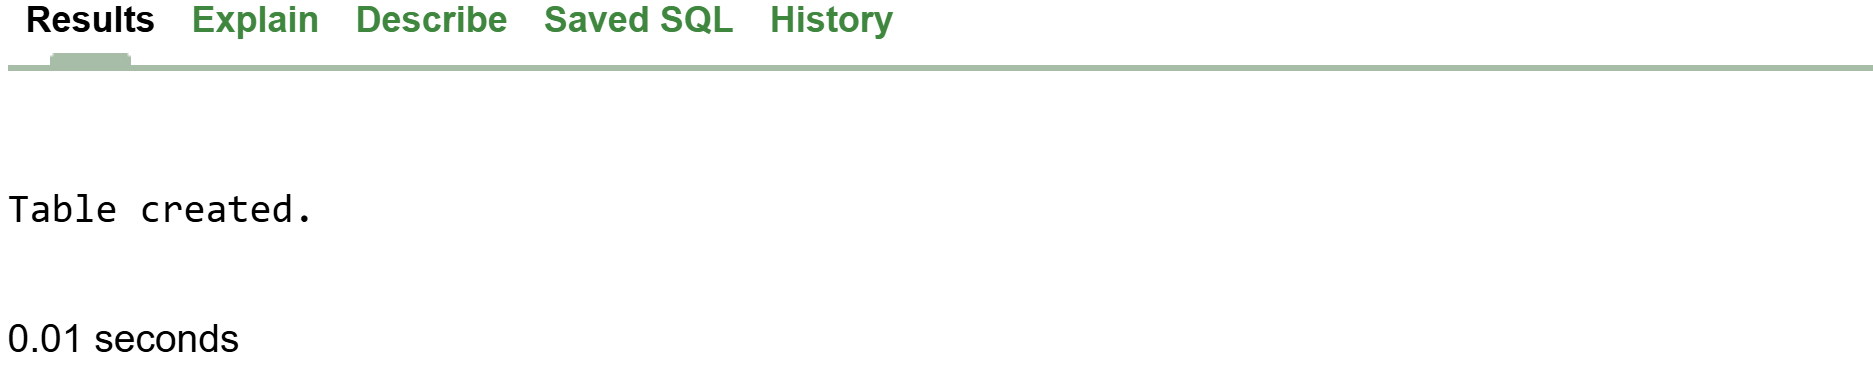 Results Explain Describe Saved SQL History
Table created.
0.01 seconds